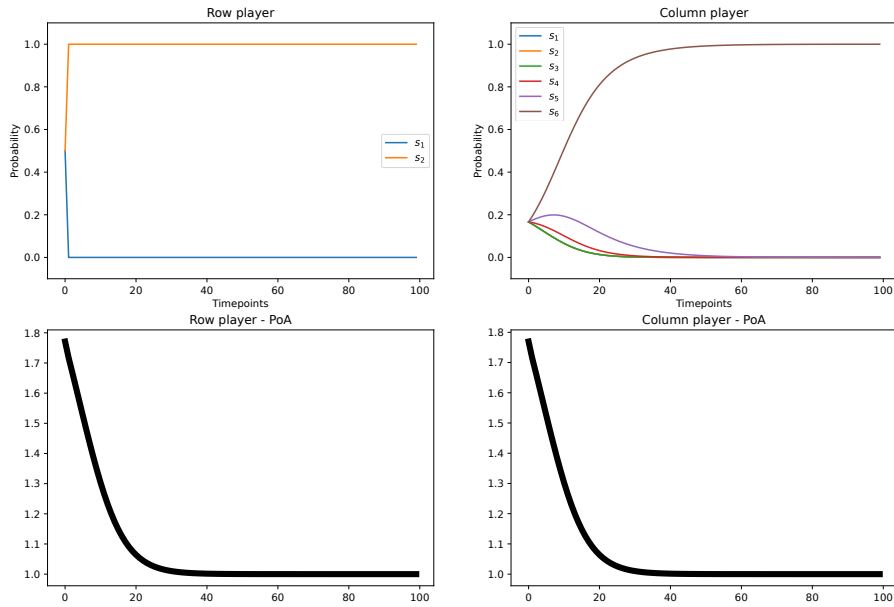 Row player
Probability
1.0
0.8
0.6
0.4
0.2
0.0
s1
s2
0 20 40 60 80 100
Timepoints
Column player
Probability
1.0
0.8
0.6
0.4
0.2
0.0
s1
s2
s3
s4
s5
s6
0 20 40 60 80 100
Timepoints
Row player - PoA
1.8
1.7
1.6
1.5
1.4
1.3
1.2
1.1
1.0
0 20 40 60 80 100
Column player - PoA
1.8
1.7
1.6
1.5
1.4
1.3
1.2
1.1
1.0
0 20 40 60 80 100